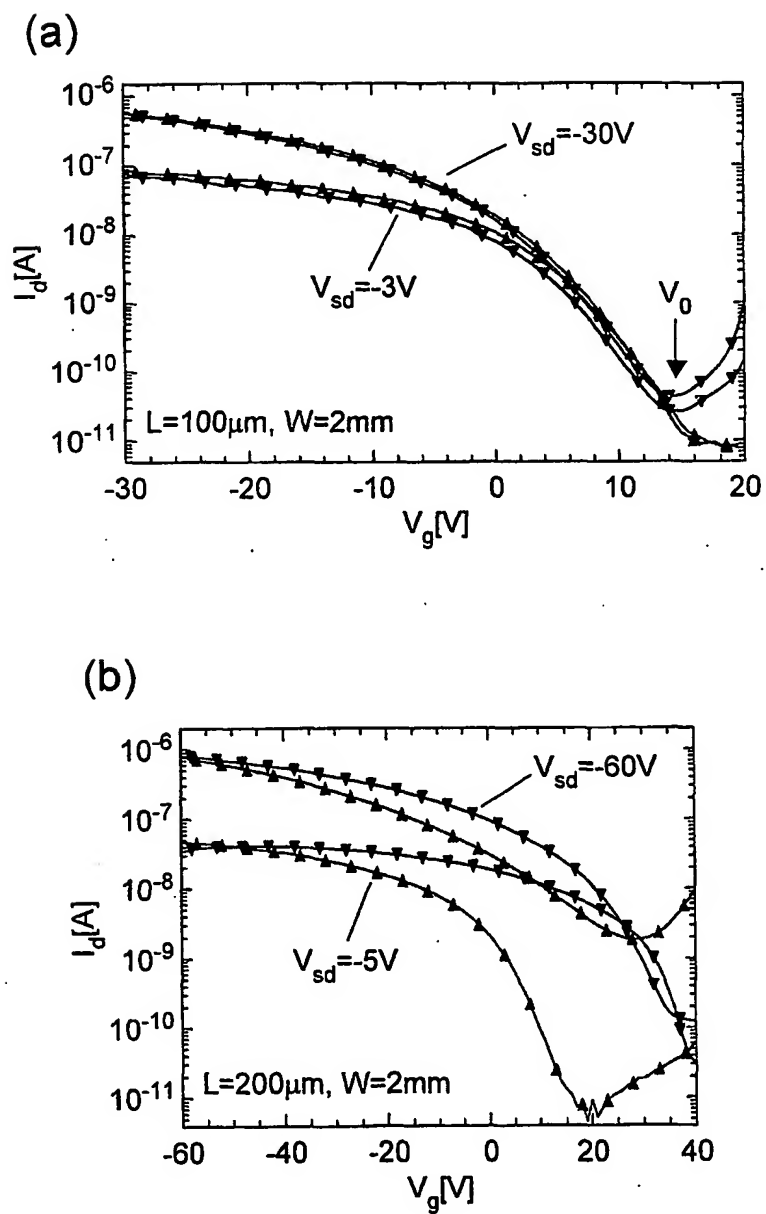 (a)
10^-6
10^-7
10^-8
10^-9
10^-10
10^-11
I_d[A]
V_sd=-30V
V_sd=-3V
V_0
L=100μm, W=2mm
-30 -20 -10 0 10 20
V_g[V]
(b)
10^-6
10^-7
10^-8
10^-9
10^-10
10^-11
I_d[A]
V_sd=-60V
V_sd=-5V
L=200μm, W=2mm
-60 -40 -20 0 20 40
V_g[V]